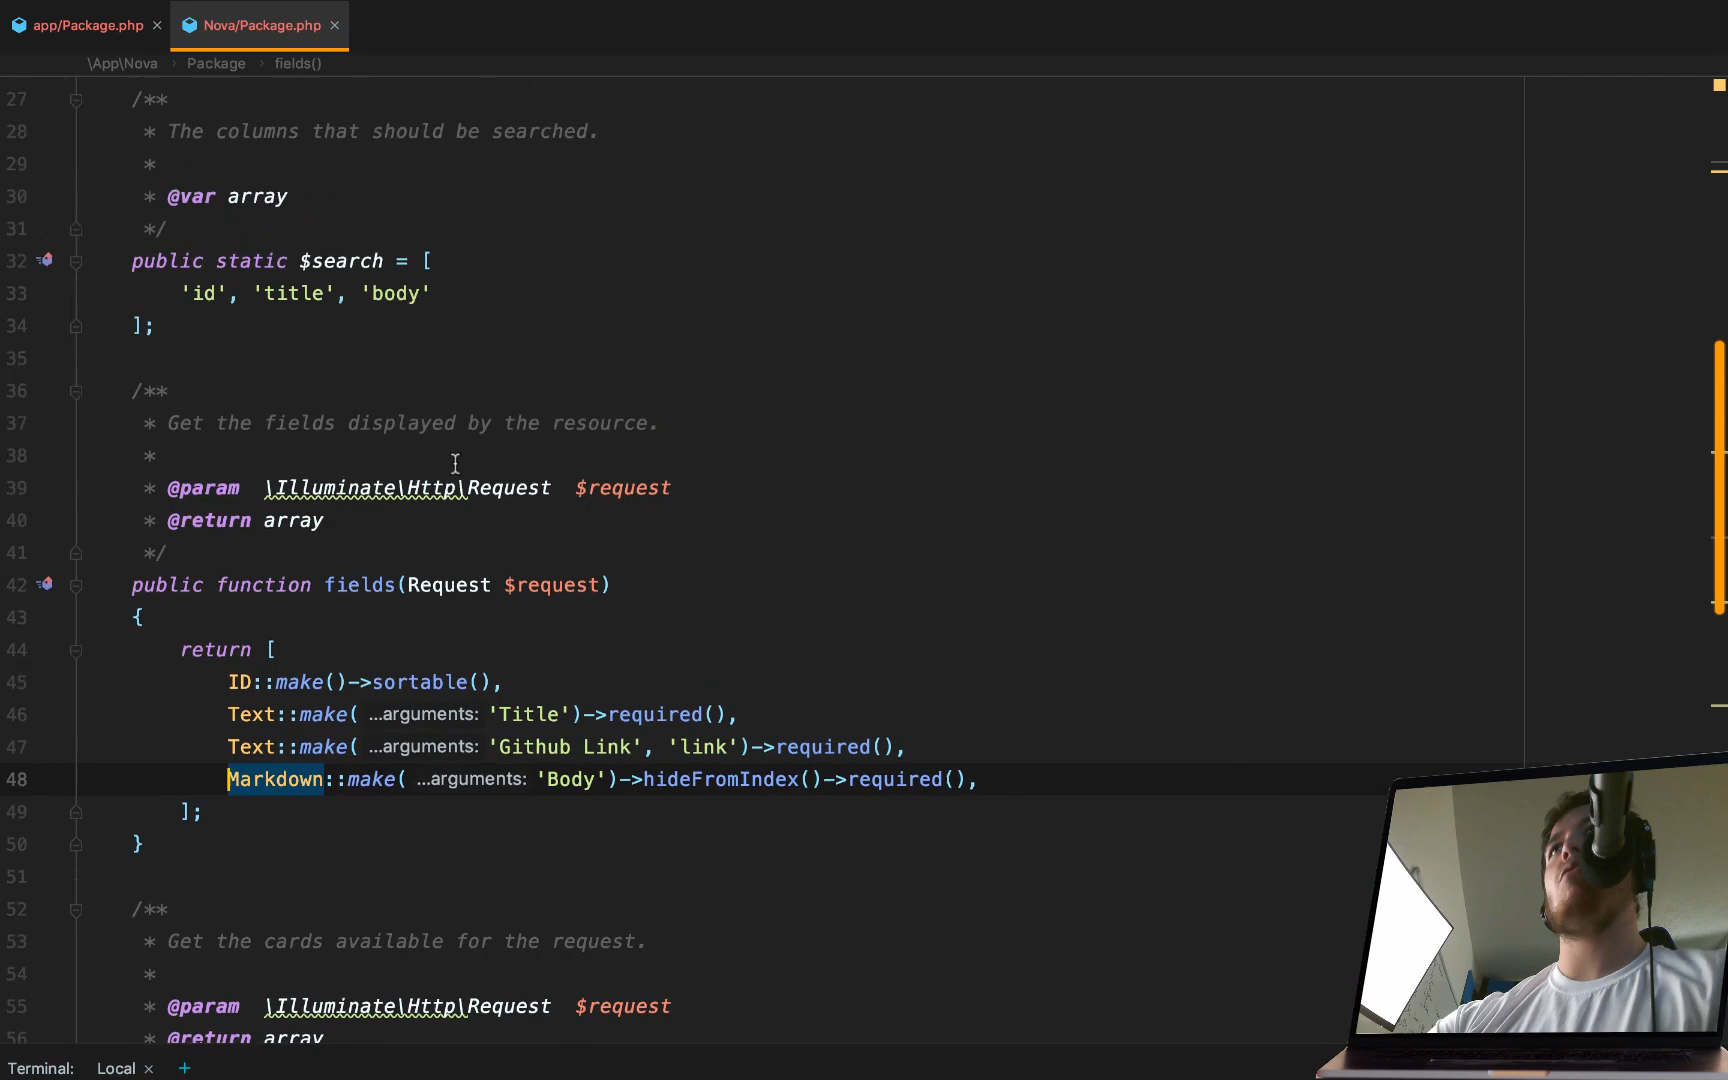 app/Package.php × Nova/Package.php ×
\App\Nova › Package › fields()
27 /**
28 * The columns that should be searched.
29 *
30 * @var array
31 */
32 public static $search = [
33 'id', 'title', 'body'
34 ];
35
36 /**
37 * Get the fields displayed by the resource.
38 *
39 * @param \Illuminate\Http\Request $request
40 * @return array
41 */
42 public function fields(Request $request)
43 {
44 return [
45 ID::make()->sortable(),
46 Text::make( ...arguments: 'Title')->required(),
47 Text::make( ...arguments: 'Github Link', 'link')->required(),
48 Markdown::make( ...arguments: 'Body')->hideFromIndex()->required(),
49 ];
50 }
51
52 /**
53 * Get the cards available for the request.
54 *
55 * @param \Illuminate\Http\Request $request
56 * @return array
Terminal: Local × +